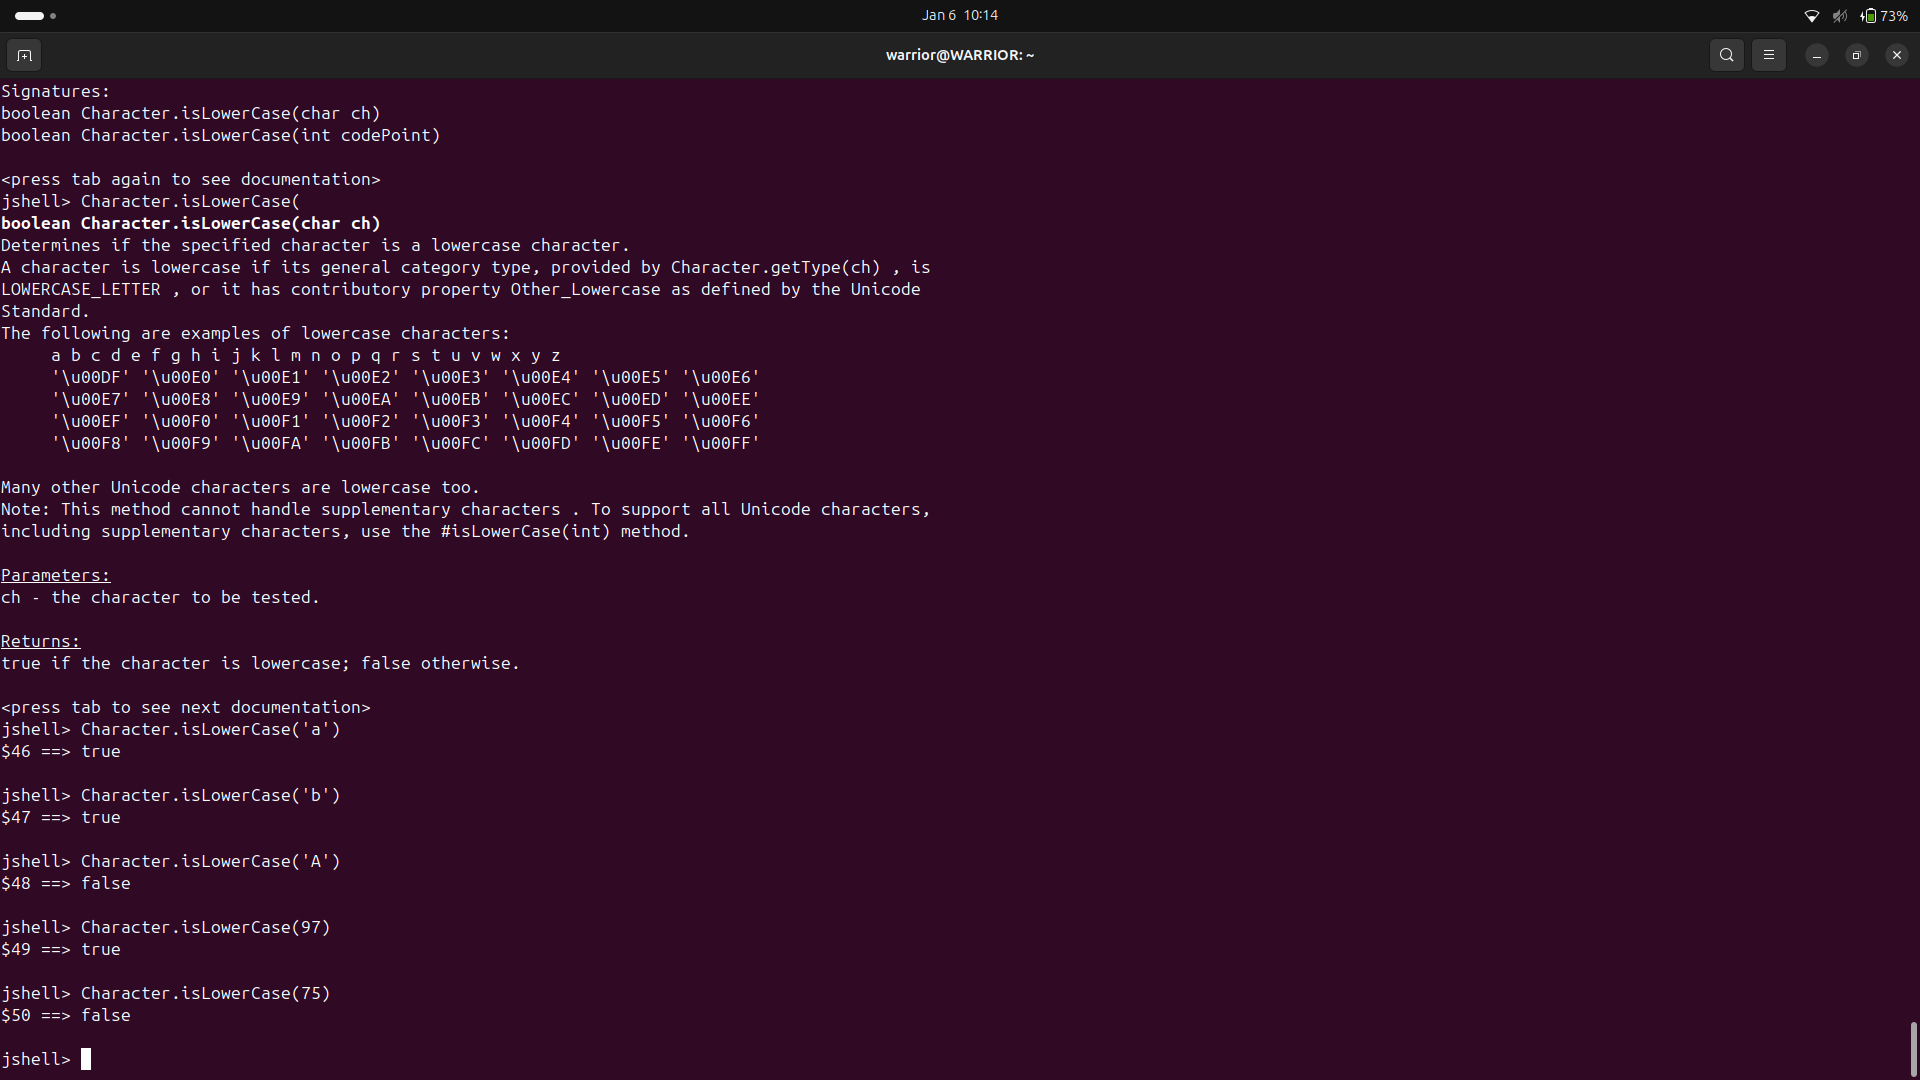 Jan 6 10:14
73%
warrior@WARRIOR: ~
Signatures:
boolean Character.isLowerCase(char ch)
boolean Character.isLowerCase(int codePoint)
<press tab again to see documentation>
jshell> Character.isLowerCase(
boolean Character.isLowerCase(char ch)
Determines if the specified character is a lowercase character.
A character is lowercase if its general category type, provided by Character.getType(ch) , is
LOWERCASE_LETTER , or it has contributory property Other_Lowercase as defined by the Unicode
Standard.
The following are examples of lowercase characters:
a b c d e f g h i j k l m n o p q r s t u v w x y z
'\u00DF' '\u00E0' '\u00E1' '\u00E2' '\u00E3' '\u00E4' '\u00E5' '\u00E6'
'\u00E7' '\u00E8' '\u00E9' '\u00EA' '\u00EB' '\u00EC' '\u00ED' '\u00EE'
'\u00EF' '\u00F0' '\u00F1' '\u00F2' '\u00F3' '\u00F4' '\u00F5' '\u00F6'
'\u00F8' '\u00F9' '\u00FA' '\u00FB' '\u00FC' '\u00FD' '\u00FE' '\u00FF'
Many other Unicode characters are lowercase too.
Note: This method cannot handle supplementary characters . To support all Unicode characters,
including supplementary characters, use the #isLowerCase(int) method.
Parameters:
ch - the character to be tested.
Returns:
true if the character is lowercase; false otherwise.
<press tab to see next documentation>
jshell> Character.isLowerCase('a')
$46 ==> true
jshell> Character.isLowerCase('b')
$47 ==> true
jshell> Character.isLowerCase('A')
$48 ==> false
jshell> Character.isLowerCase(97)
$49 ==> true
jshell> Character.isLowerCase(75)
$50 ==> false
jshell>